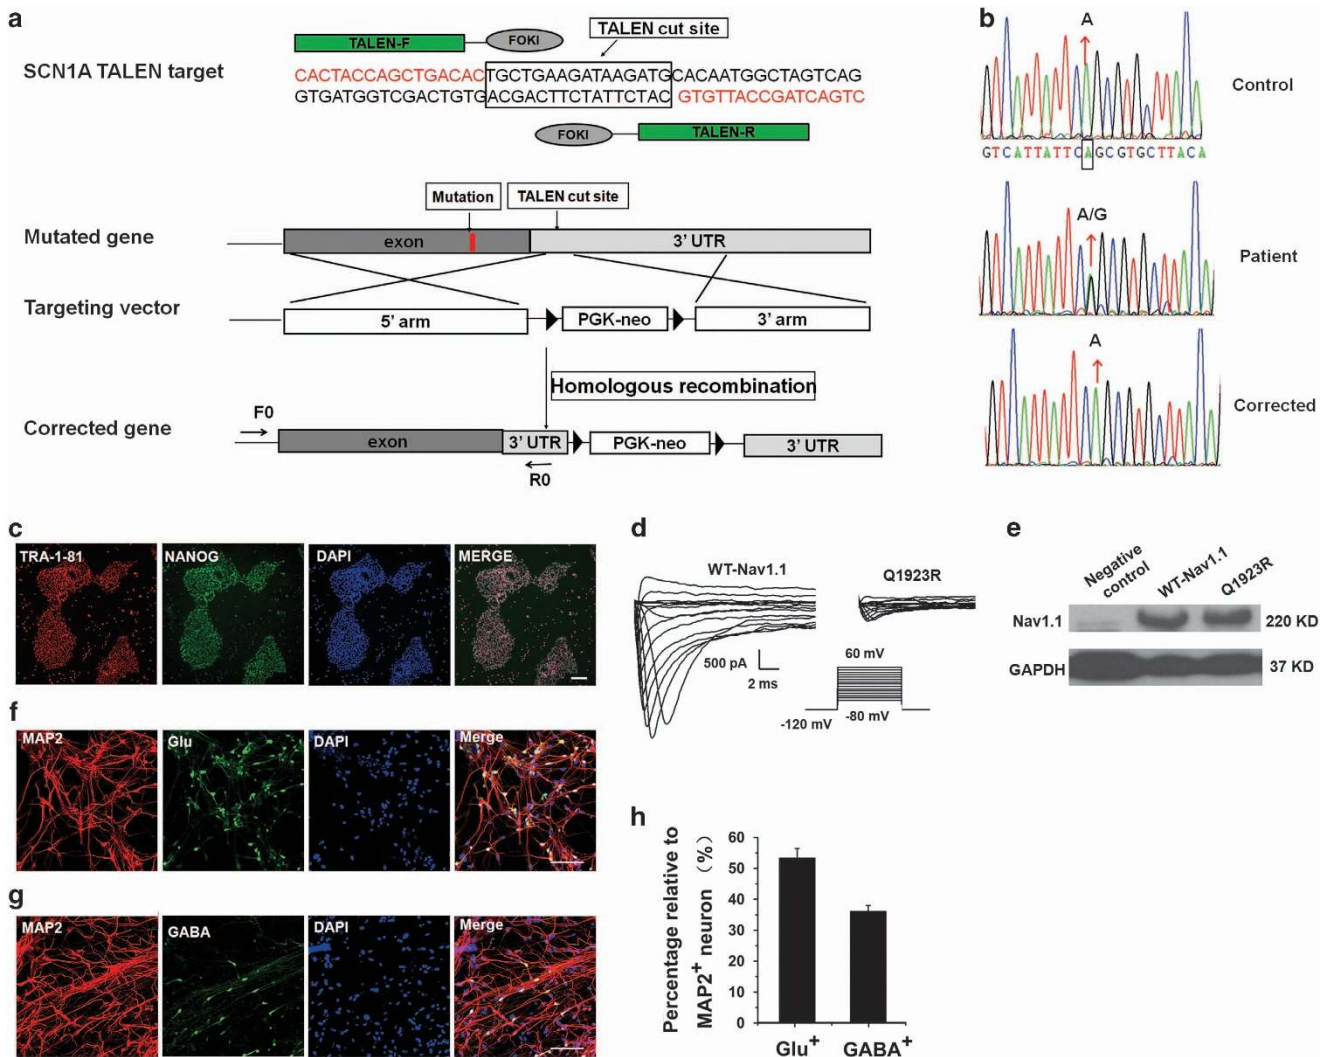 a
TALEN-F
FOKI
TALEN cut site
SCN1A TALEN target
CACTACCAGCTGACACTGCTGAAGATAAGATGCACAATGGCTAGTCAG
GTGATGGTCGACTGTGACGACTTCTATTCTAC GTGTTACCGATCAGTC
FOKI
TALEN-R
Mutation
TALEN cut site
Mutated gene
exon
3' UTR
Targeting vector
5' arm
PGK-neo
3' arm
Homologous recombination
F0
Corrected gene
exon
3' UTR
PGK-neo
3' UTR
R0
b
A
Control
GTCATTATTCAGCGTGCTTACA
A/G
Patient
A
Corrected
c
TRA-1-81
NANOG
DAPI
MERGE
d
WT-Nav1.1
Q1923R
500 pA
2 ms
60 mV
-120 mV
-80 mV
e
Negative control
WT-Nav1.1
Q1923R
Nav1.1
220 KD
GAPDH
37 KD
f
MAP2
Glu
DAPI
Merge
g
MAP2
GABA
DAPI
Merge
h
Percentage relative to
MAP2+ neuron (%)
60
50
40
30
20
10
0
Glu+
GABA+